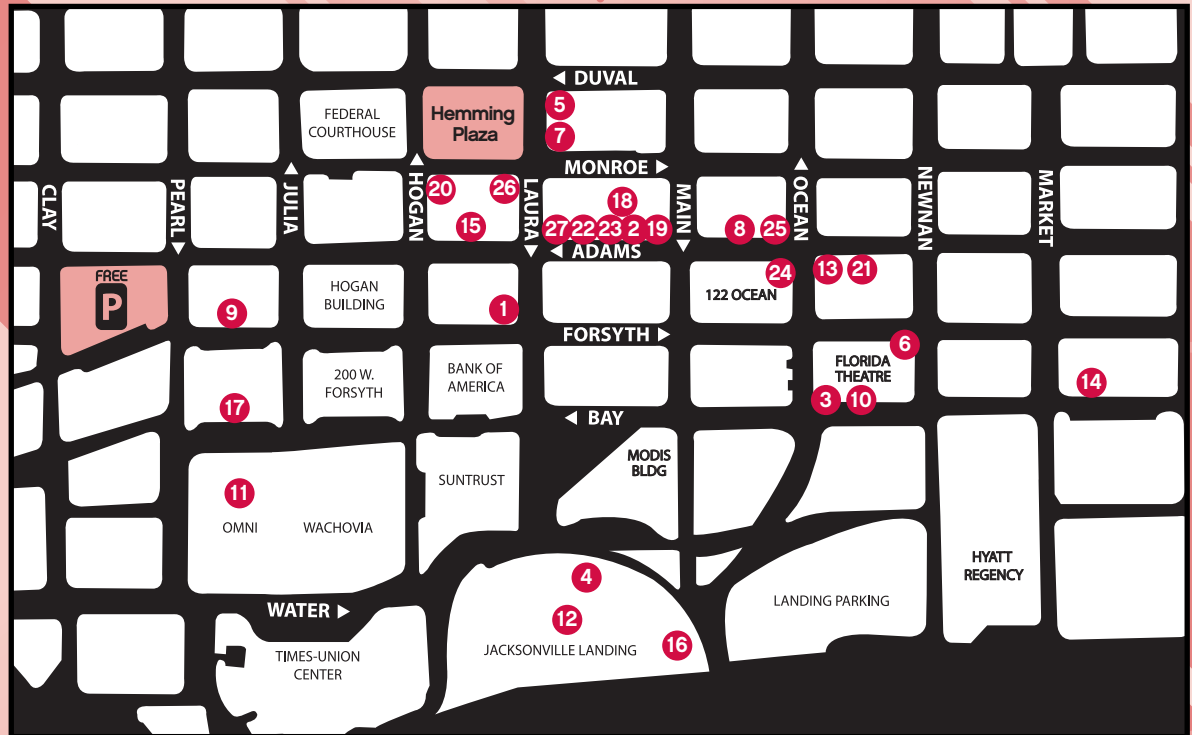 DUVAL
FEDERAL
COURTHOUSE
Hemming
Plaza
5
7
MONROE
CLAY
PEARL
JULIA
HOGAN
LAURA
MAIN
OCEAN
NEWNAN
MARKET
20
26
18
15
27 22 23 2 19
8 25
ADAMS
FREE
P
9
HOGAN
BUILDING
1
24
122 OCEAN
13 21
FORSYTH
17
200 W.
FORSYTH
BANK OF
AMERICA
6
FLORIDA
THEATRE
3 10
14
BAY
11
OMNI
WACHOVIA
SUNTRUST
MODIS
BLDG
HYATT
REGENCY
WATER
4
12
JACKSONVILLE LANDING
16
LANDING PARKING
TIMES-UNION
CENTER